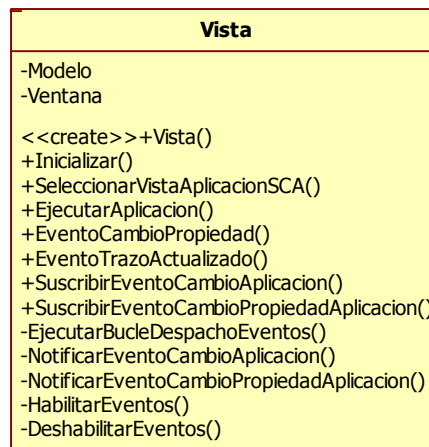 Vista
-Modelo
-Ventana
<<create>>+Vista()
+Inicializar()
+SeleccionarVistaAplicacionSCA()
+EjecutarAplicacion()
+EventoCambioPropiedad()
+EventoTrazoActualizado()
+SuscribirEventoCambioAplicacion()
+SuscribirEventoCambioPropiedadAplicacion()
-EjecutarBucleDespachoEventos()
-NotificarEventoCambioAplicacion()
-NotificarEventoCambioPropiedadAplicacion()
-HabilitarEventos()
-DeshabilitarEventos()